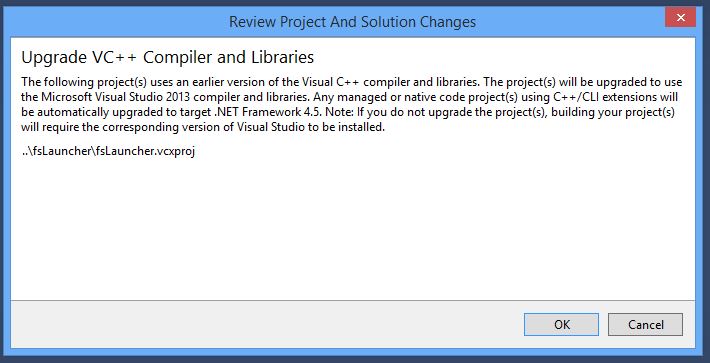 Review Project And Solution Changes
Upgrade VC++ Compiler and Libraries
The following project(s) uses an earlier version of the Visual C++ compiler and libraries. The project(s) will be upgraded to use
the Microsoft Visual Studio 2013 compiler and libraries. Any managed or native code project(s) using C++/CLI extensions will
be automatically upgraded to target .NET Framework 4.5. Note: If you do not upgrade the project(s), building your project(s)
will require the corresponding version of Visual Studio to be installed.
..\fsLauncher\fsLauncher.vcxproj
OK Cancel